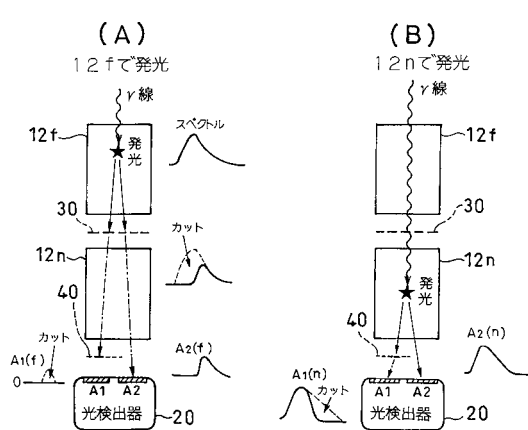 (A)
12fで発光
γ線
12f
スペクトル
発
光
30
カット
12n
40
A1(f)
カット
0
A2(f)
A1
A2
光検出器
20
(B)
12nで発光
γ線
12f
30
12n
発
光
40
A2(n)
A1(n)
カット
A1
A2
光検出器
20